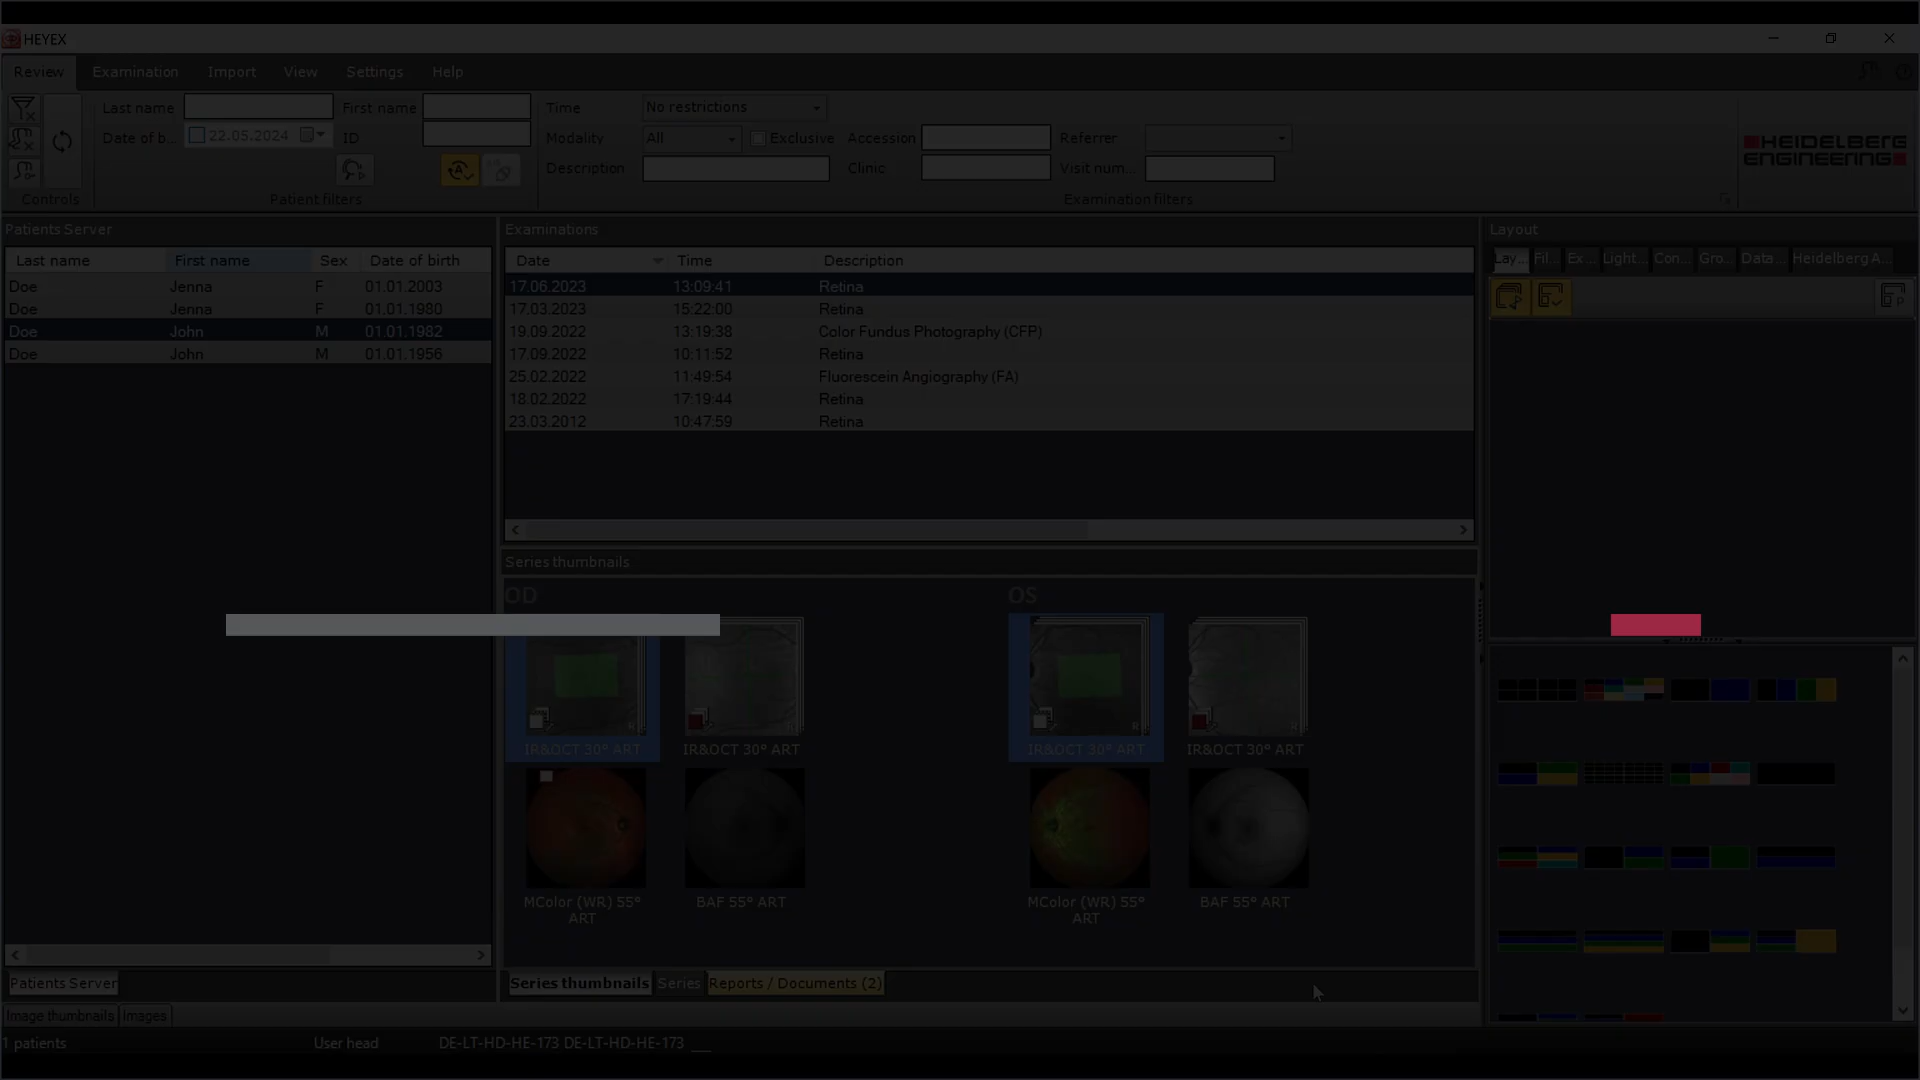 HEYEX
Review Examination Import View Settings Help
Last name First name Time No restrictions
Date of b... 22.05.2024 ID Modality All Exclusive Accession Referrer
Description Clinic Visit num...
Controls Patient filters Examination filters
HEIDELBERG
ENGINEERING
Patients Server Examinations Layout
Last name First name Sex Date of birth
Doe Jenna F 01.01.2003
Doe Jenna F 01.01.1980
Doe John M 01.01.1982
Doe John M 01.01.1956
Date Time Description
17.06.2023 13:09:41 Retina
17.03.2023 15:22:00 Retina
19.09.2022 13:19:38 Color Fundus Photography (CFP)
17.09.2022 10:11:52 Retina
25.02.2022 11:49:54 Fluorescein Angiography (FA)
18.02.2022 17:19:44 Retina
23.03.2012 10:47:59 Retina
Lay... Fil... Ex... Light... Con... Gro... Data... Heidelberg A...
Series thumbnails
OD OS
IR&OCT 30° ART IR&OCT 30° ART IR&OCT 30° ART IR&OCT 30° ART
MColor (WR) 55° ART BAF 55° ART MColor (WR) 55° ART BAF 55° ART
Patients Server Series thumbnails Series Reports / Documents (2)
Image thumbnails Images
1 patients User head DE-LT-HD-HE-173 DE-LT-HD-HE-173